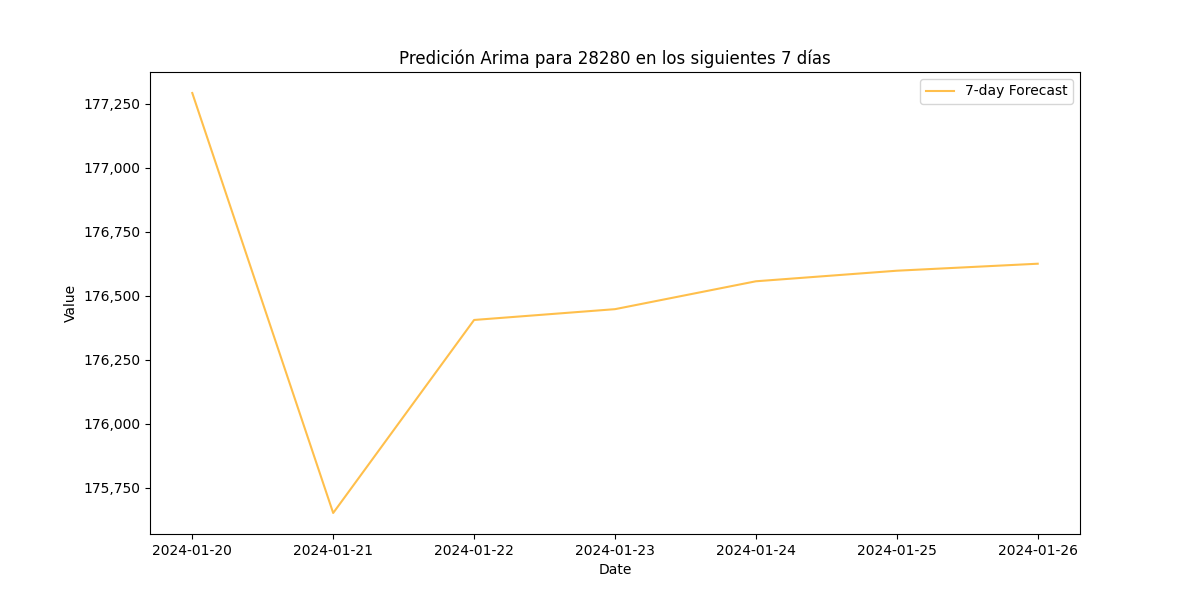 Predición Arima para 28280 en los siguientes 7 días
7-day Forecast
177,250
177,000
176,750
176,500
176,250
176,000
175,750
Value
2024-01-20 2024-01-21 2024-01-22 2024-01-23 2024-01-24 2024-01-25 2024-01-26
Date